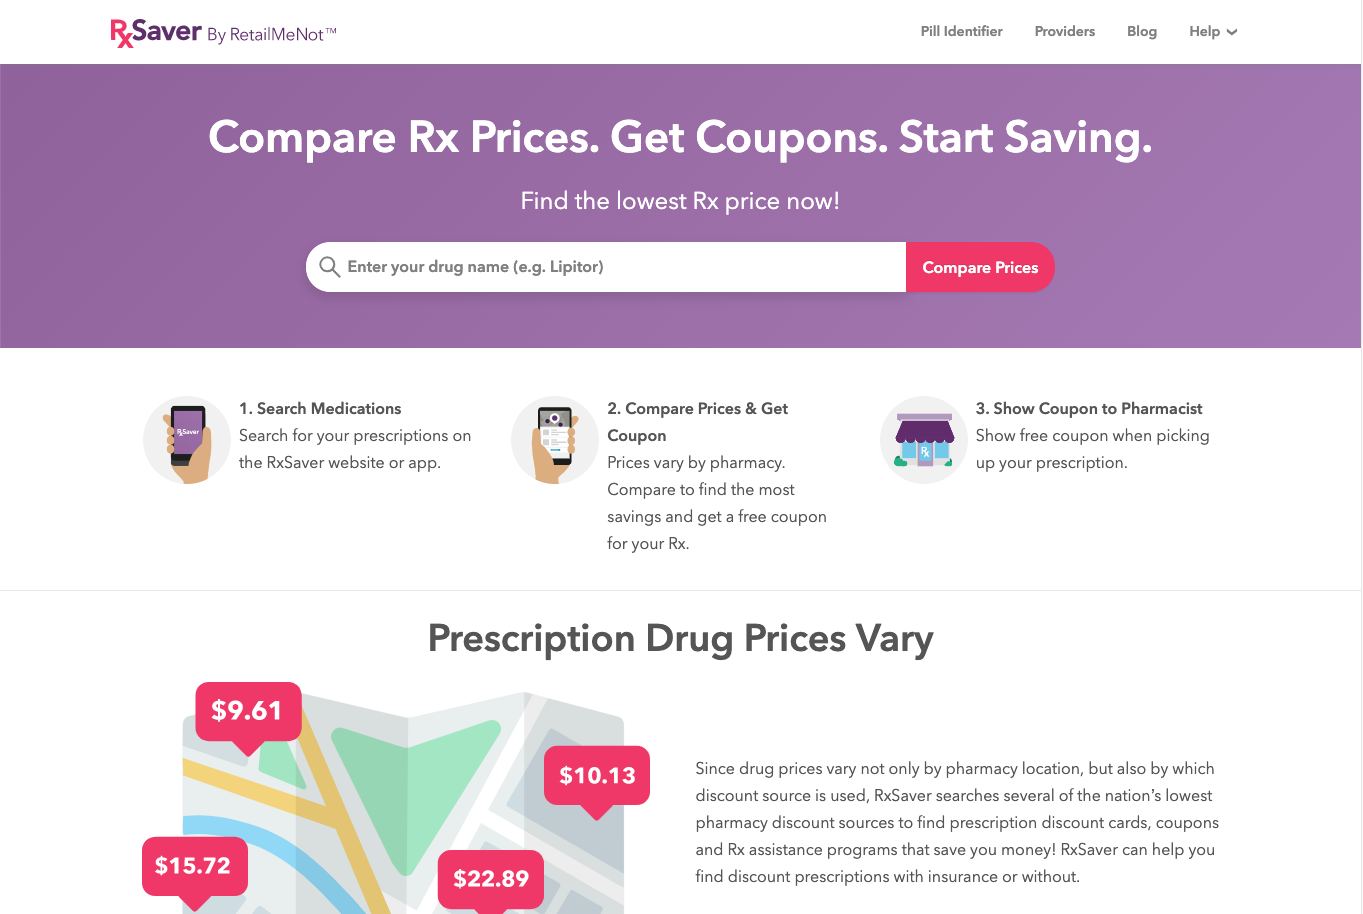 RxSaver By RetailMeNot™
Pill Identifier
Providers
Blog
Help
Compare Rx Prices. Get Coupons. Start Saving.
Find the lowest Rx price now!
Enter your drug name (e.g. Lipitor)
Compare Prices
RxSaver
1. Search Medications
Search for your prescriptions on
the RxSaver website or app.
2. Compare Prices & Get
Coupon
Prices vary by pharmacy.
Compare to find the most
savings and get a free coupon
for your Rx.
Rx
3. Show Coupon to Pharmacist
Show free coupon when picking
up your prescription.
Prescription Drug Prices Vary
$9.61
$10.13
$15.72
$22.89
Since drug prices vary not only by pharmacy location, but also by which
discount source is used, RxSaver searches several of the nation’s lowest
pharmacy discount sources to find prescription discount cards, coupons
and Rx assistance programs that save you money! RxSaver can help you
find discount prescriptions with insurance or without.